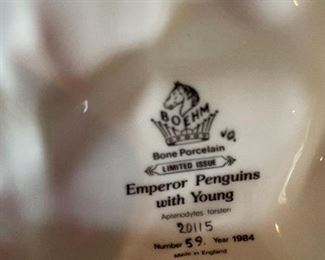 BOEHM
Bone Porcelain
LIMITED ISSUE
Emperor Penguins
with Young
Aptenodytes forsteri
20115
Number 59. Year 1984
Made in England